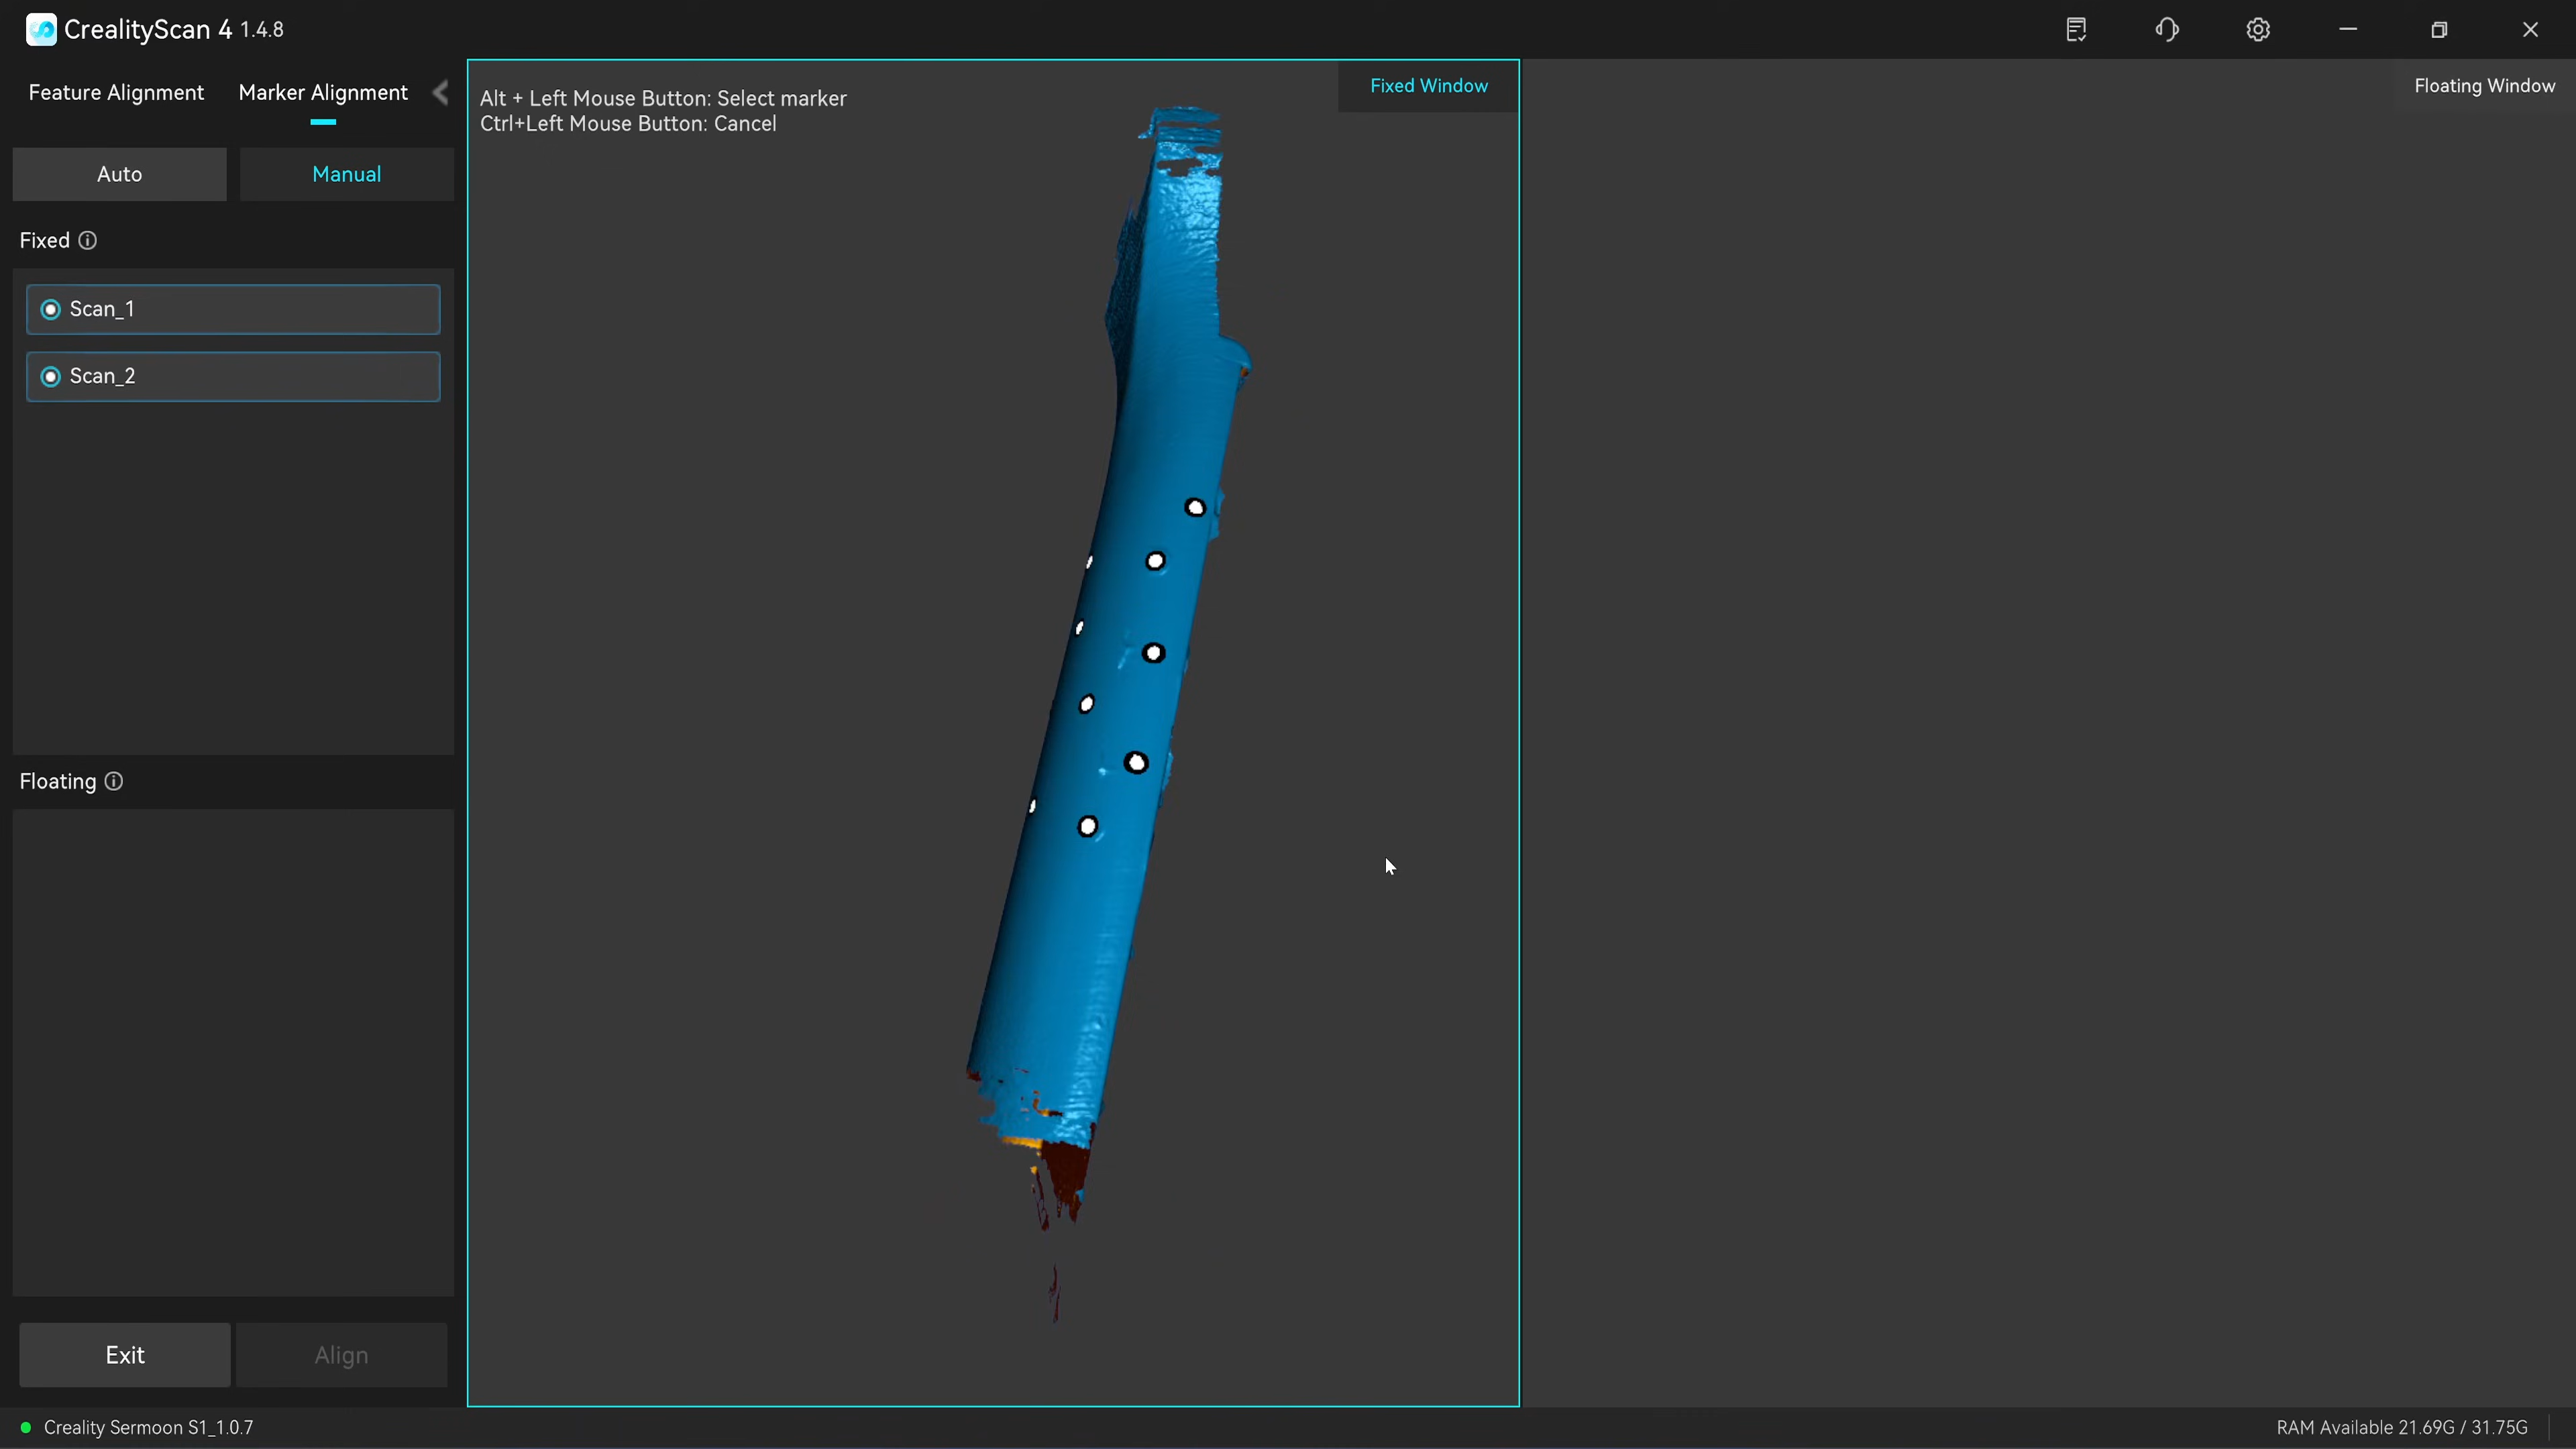 CrealityScan 4 1.4.8
Feature Alignment Marker Alignment
Auto Manual
Fixed
Scan_1
Scan_2
Floating
Exit Align
Alt + Left Mouse Button: Select marker
Ctrl+Left Mouse Button: Cancel
Fixed Window
Floating Window
Creality Sermoon S1_1.0.7
RAM Available 21.69G / 31.75G